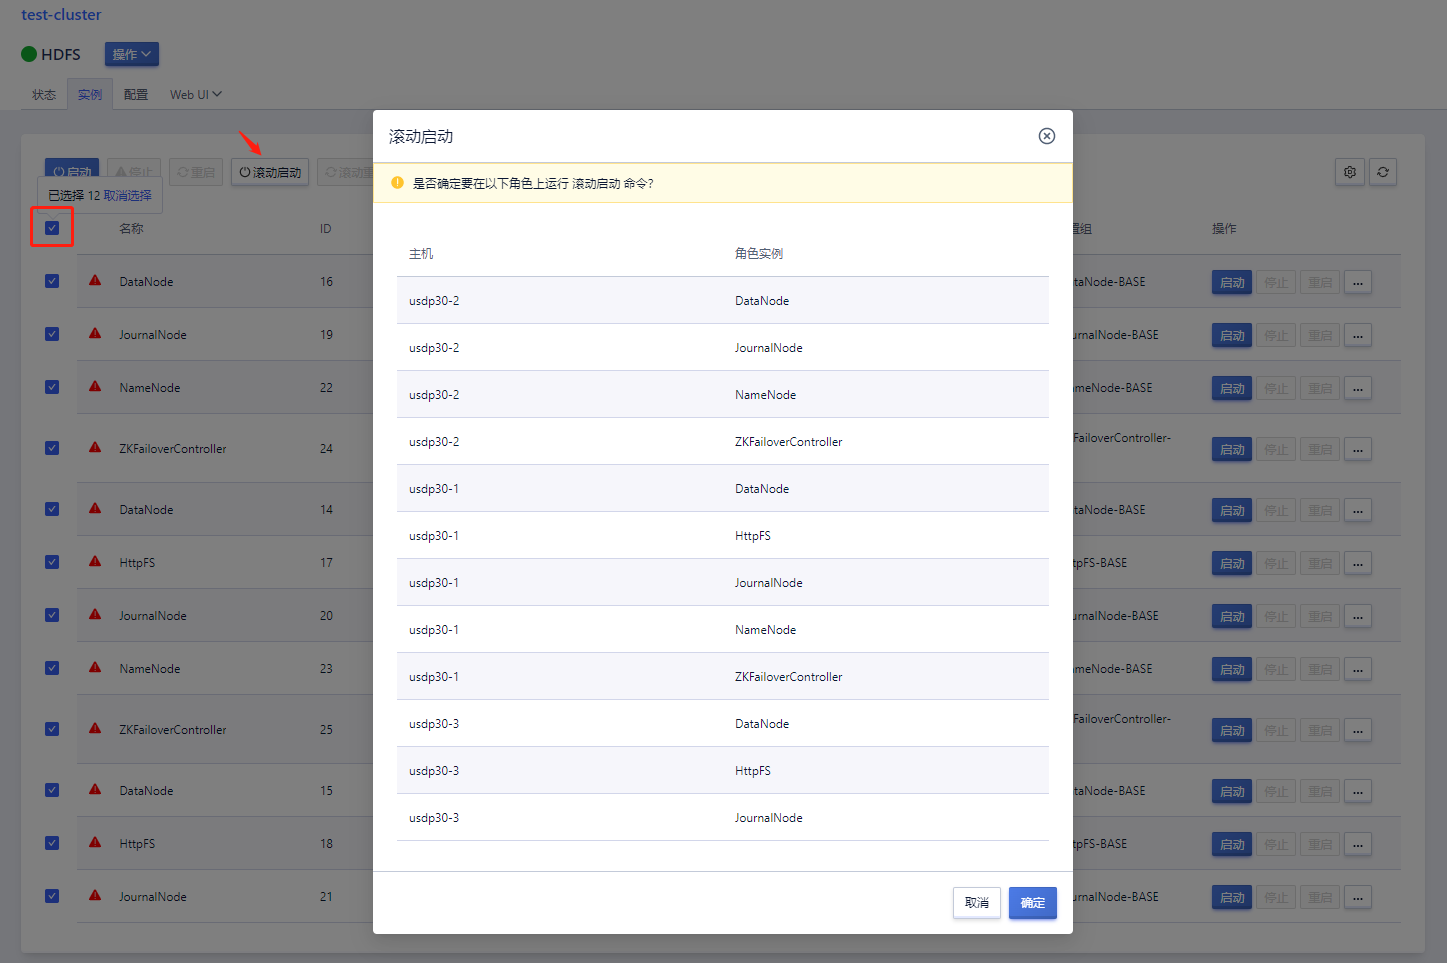 test-cluster
HDFS 操作
状态 实例 配置 Web UI
启动 停止 重启 滚动启动 滚动重
已选择 12 取消选择
名称 ID 置组 操作
DataNode 16 taNode-BASE 启动 停止 重启 ...
JournalNode 19 urnalNode-BASE 启动 停止 重启 ...
NameNode 22 meNode-BASE 启动 停止 重启 ...
ZKFailoverController 24 FailoverController- 启动 停止 重启 ...
DataNode 14 taNode-BASE 启动 停止 重启 ...
HttpFS 17 tpFS-BASE 启动 停止 重启 ...
JournalNode 20 urnalNode-BASE 启动 停止 重启 ...
NameNode 23 meNode-BASE 启动 停止 重启 ...
ZKFailoverController 25 FailoverController- 启动 停止 重启 ...
DataNode 15 taNode-BASE 启动 停止 重启 ...
HttpFS 18 tpFS-BASE 启动 停止 重启 ...
JournalNode 21 urnalNode-BASE 启动 停止 重启 ...
滚动启动
是否确定要在以下角色上运行 滚动启动 命令?
主机 角色实例
usdp30-2 DataNode
usdp30-2 JournalNode
usdp30-2 NameNode
usdp30-2 ZKFailoverController
usdp30-1 DataNode
usdp30-1 HttpFS
usdp30-1 JournalNode
usdp30-1 NameNode
usdp30-1 ZKFailoverController
usdp30-3 DataNode
usdp30-3 HttpFS
usdp30-3 JournalNode
取消 确定